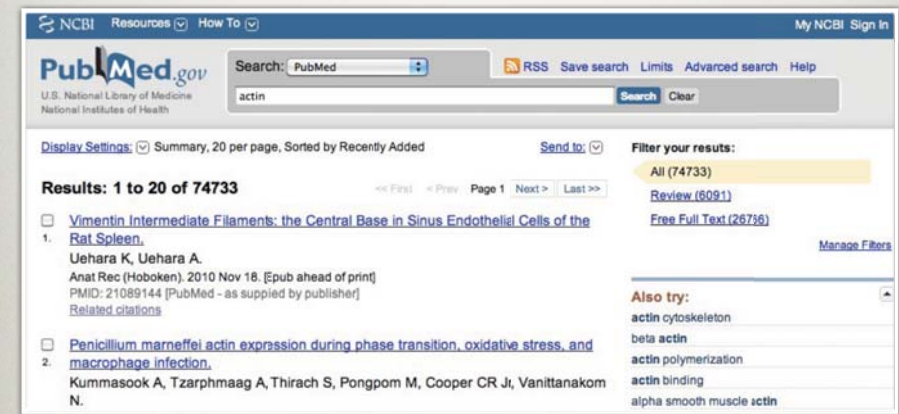 NCBI Resources How To My NCBI Sign In
PubMed.gov
U.S. National Library of Medicine
National Institutes of Health
Search: PubMed
RSS Save search Limits Advarced search Help
actin
Search Clear
Display Settings: Summary, 20 per page, Sorted by Recently Added Send to:
Results: 1 to 20 of 74733
<< First < Prev Page 1 Next > Last >>
1. Vimentin Intermediate Filaments: the Central Base in Sinus Endothelial Cells of the
Rat Spleen.
Uehara K, Uehara A.
Anat Rec (Hoboken). 2010 Nov 18. [Epub ahead of print]
PMID: 21089144 [PubMed - as suppied by publisher]
Related citations
2. Penicillium marneffei actin expression during phase transition, oxidative stress, and
macrophage infection.
Kummasook A, Tzarphmaag A, Thirach S, Pongpom M, Cooper CR Jr, Vanittanakom
N.
Filter your resuts:
All (74733)
Review (6091)
Free Full Text (26736)
Manage Filters
Also try:
actin cytoskeleton
beta actin
actin polymerization
actin binding
alpha smooth muscle actin